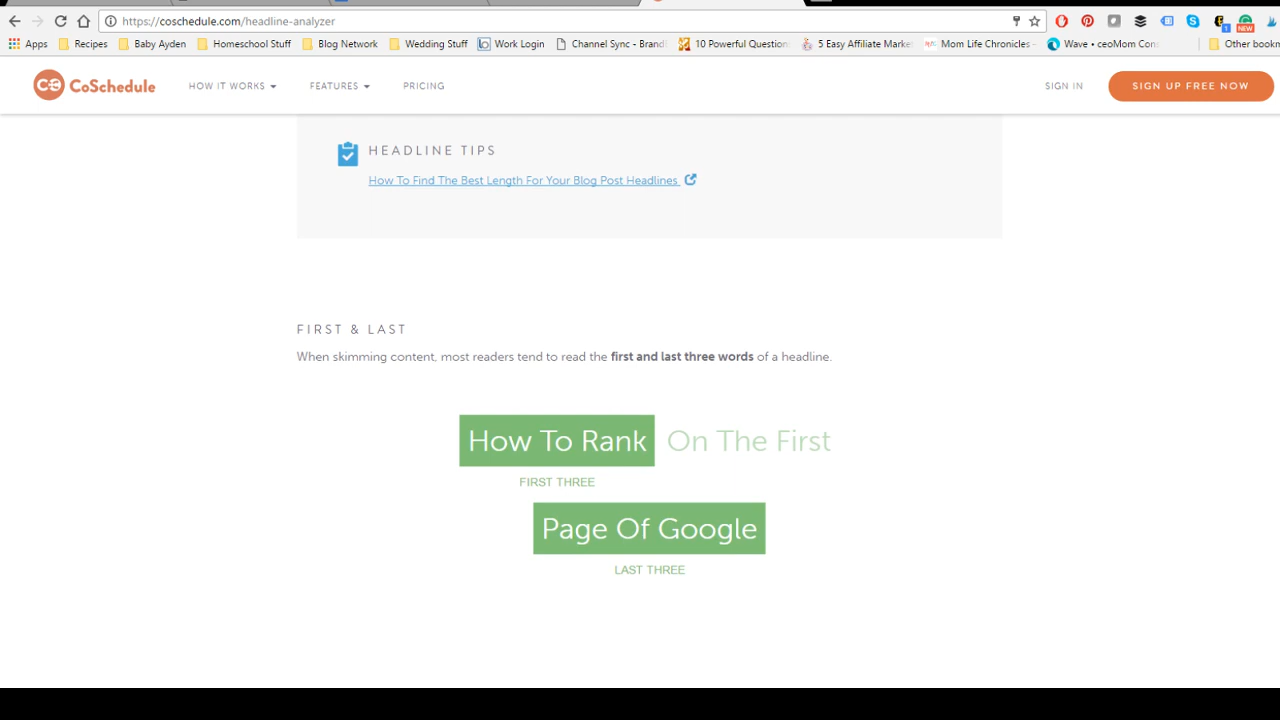 https://coschedule.com/headline-analyzer
Apps Recipes Baby Ayden Homeschool Stuff Blog Network Wedding Stuff Work Login Channel Sync - Brandl 10 Powerful Question 5 Easy Affiliate Marke Mom Life Chronicles - Wave • ceoMom Con Other bookm
1 NEW
CoSchedule HOW IT WORKS FEATURES PRICING SIGN IN SIGN UP FREE NOW
HEADLINE TIPS
How To Find The Best Length For Your Blog Post Headlines
FIRST & LAST
When skimming content, most readers tend to read the first and last three words of a headline.
How To Rank On The First
FIRST THREE
Page Of Google
LAST THREE